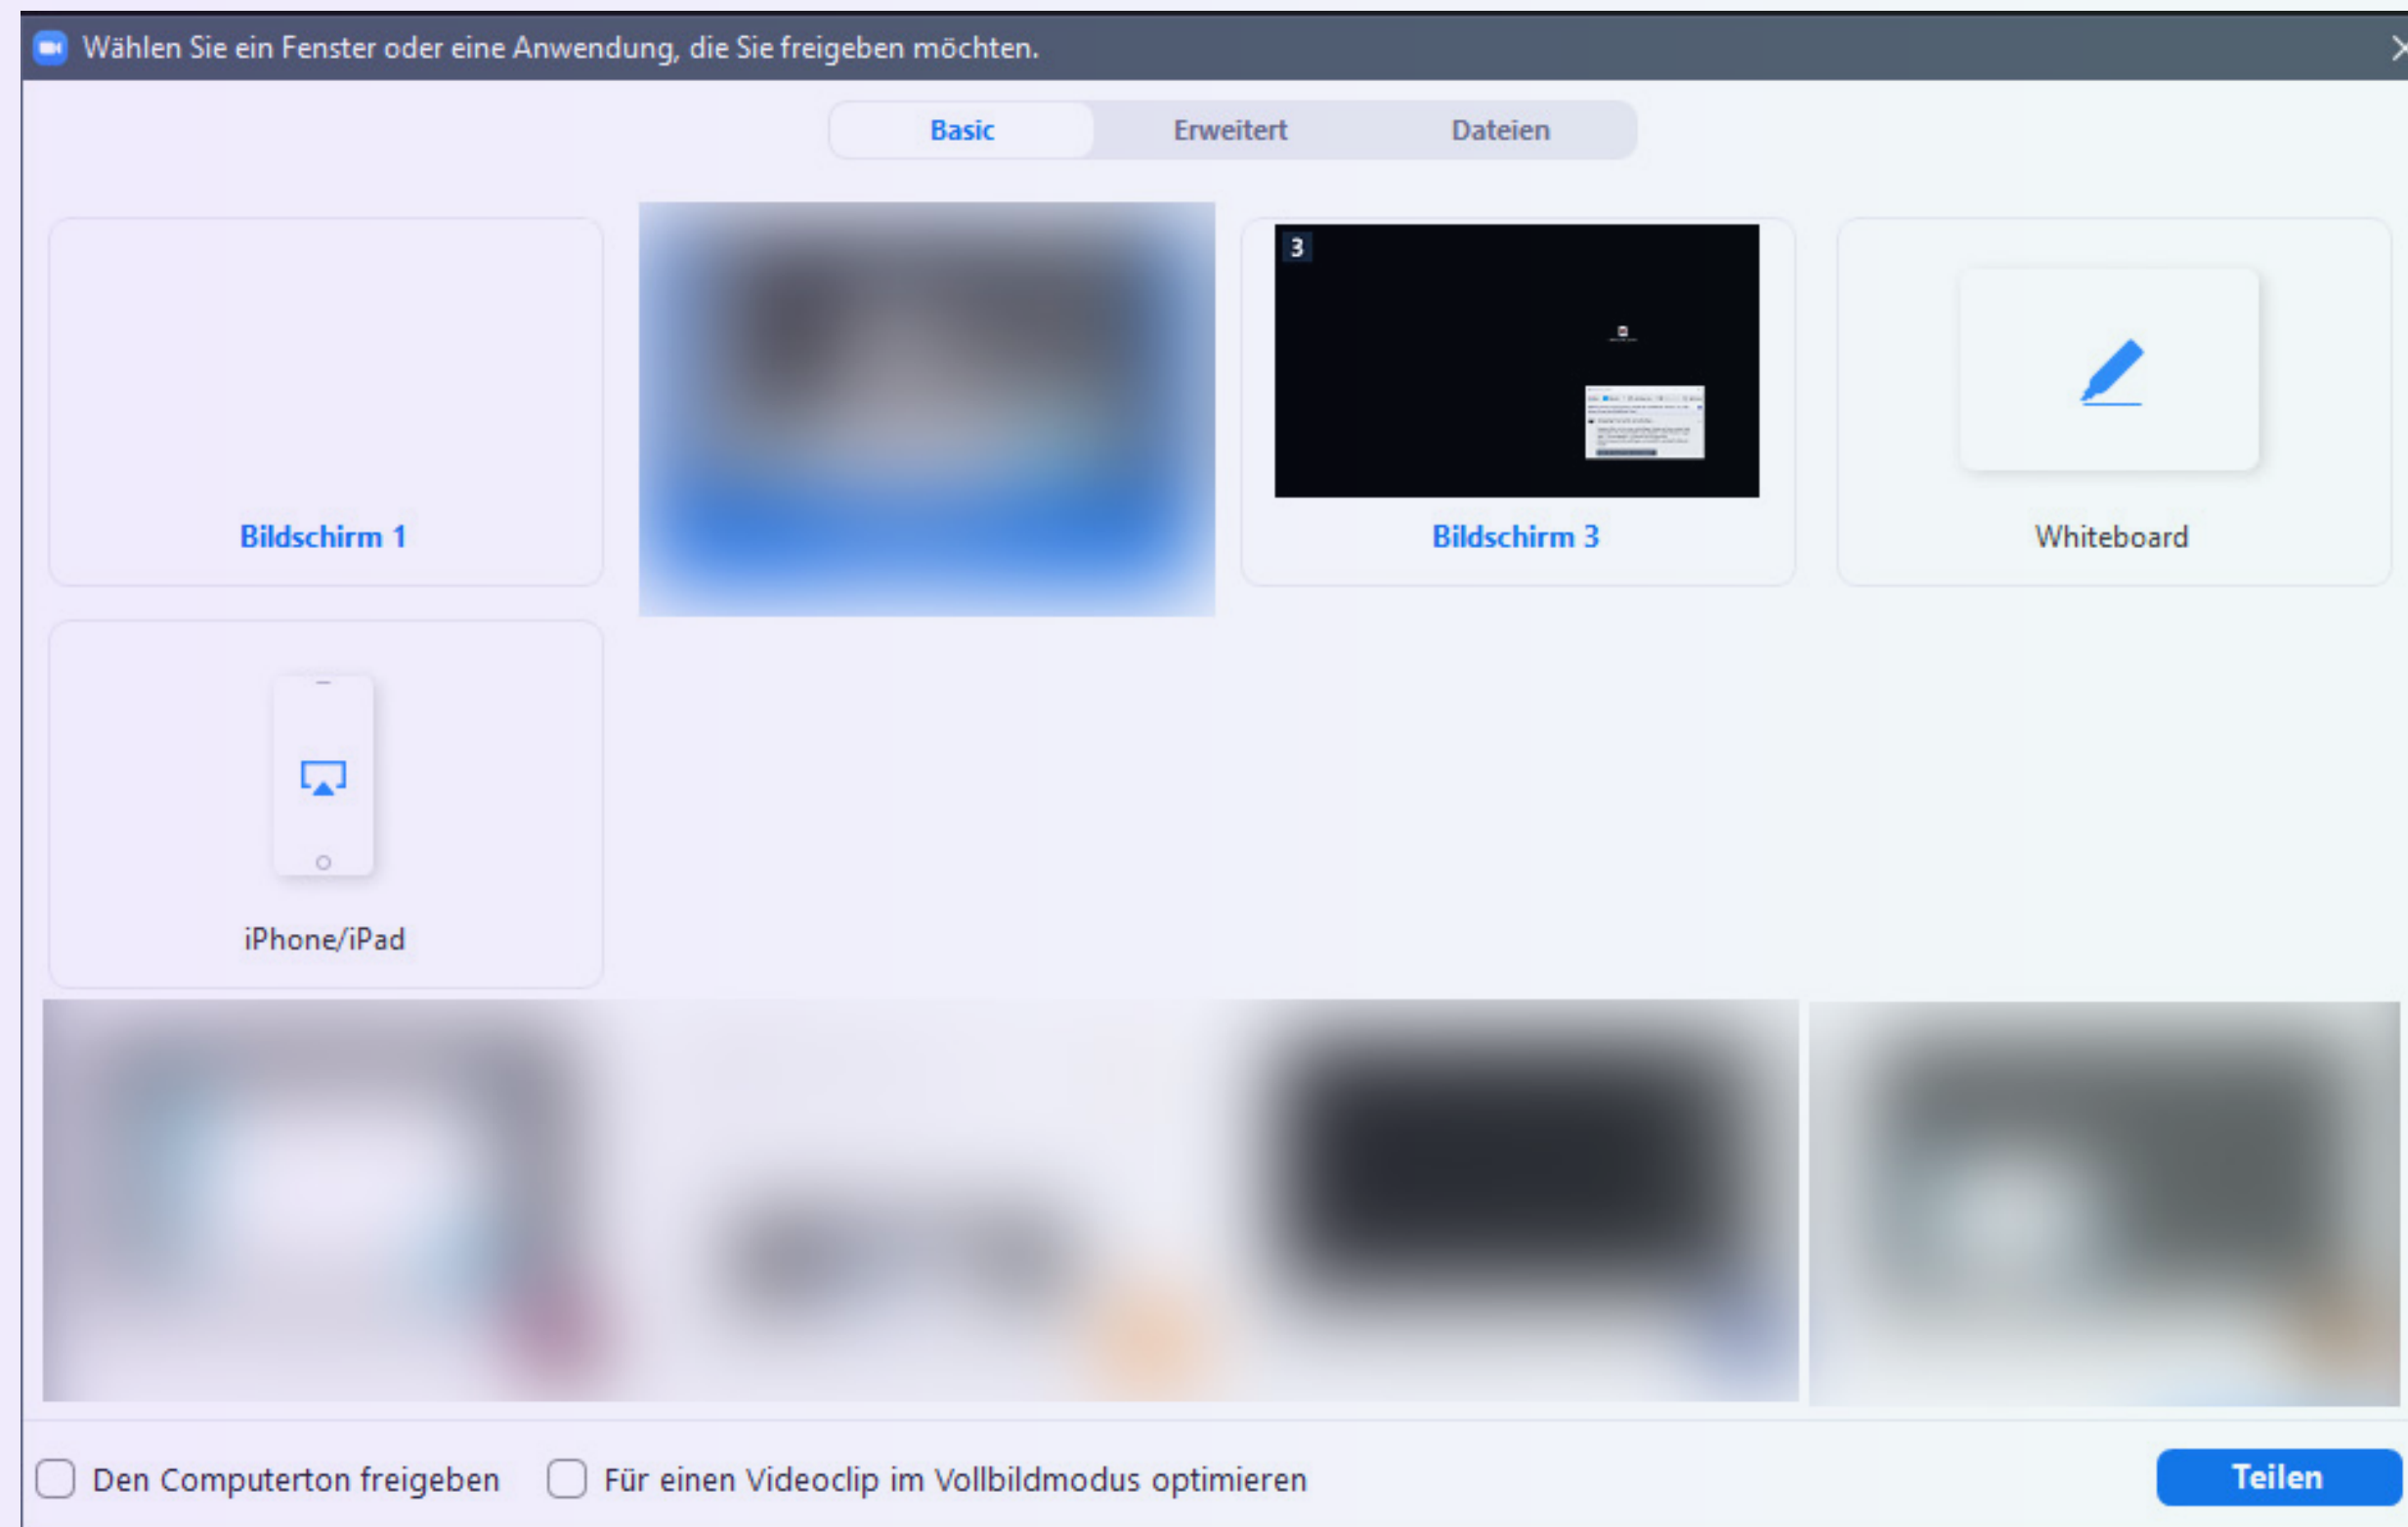 Wählen Sie ein Fenster oder eine Anwendung, die Sie freigeben möchten.
Basic Erweitert Dateien
3
Bildschirm 1 Bildschirm 3 Whiteboard
iPhone/iPad
Den Computerton freigeben Für einen Videoclip im Vollbildmodus optimieren Teilen